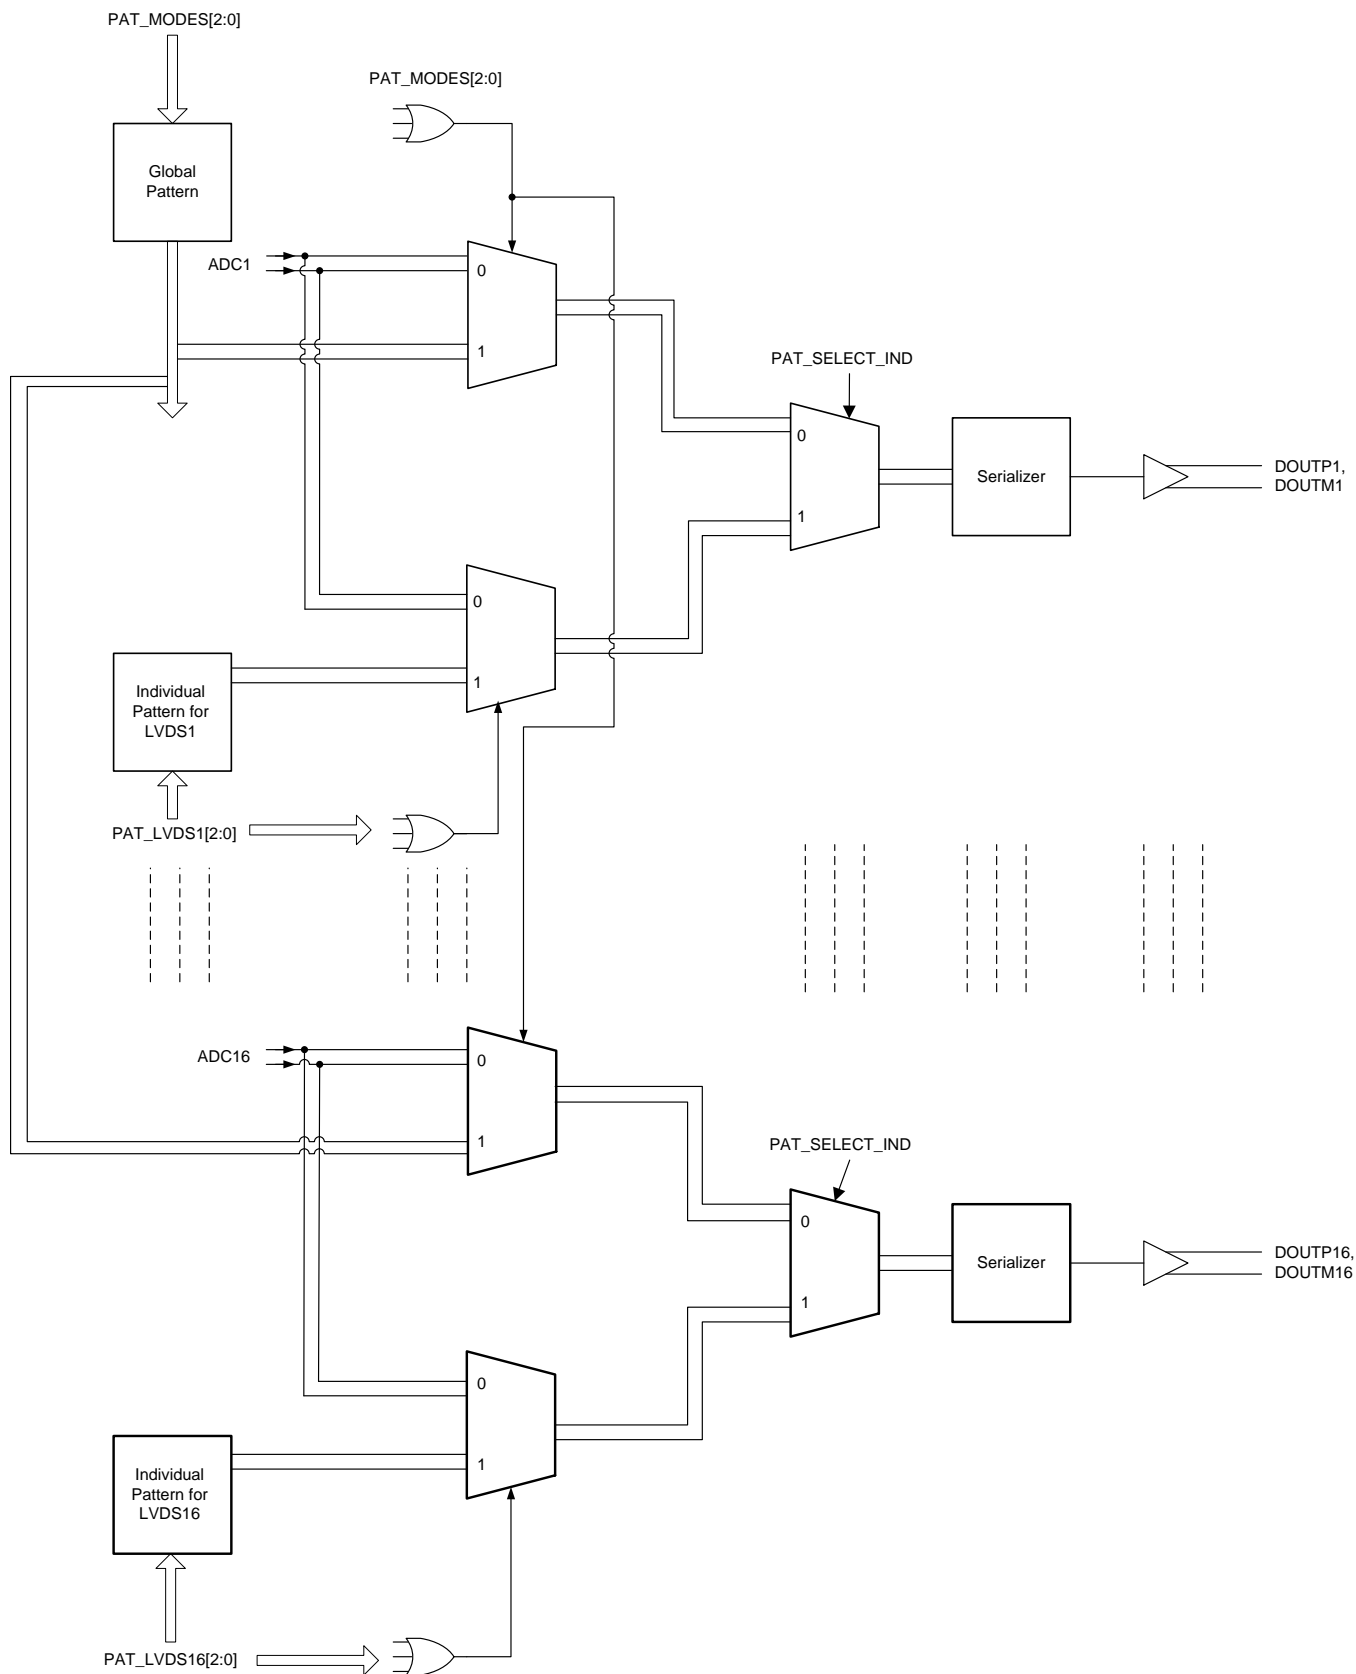 PAT_MODES[2:0]
PAT_MODES[2:0]
Global
Pattern
ADC1
0
1
PAT_SELECT_IND
0
1
Serializer
DOUTP1,
DOUTM1
0
1
Individual
Pattern for
LVDS1
PAT_LVDS1[2:0]
ADC16
0
1
PAT_SELECT_IND
0
1
Serializer
DOUTP16,
DOUTM16
0
1
Individual
Pattern for
LVDS16
PAT_LVDS16[2:0]